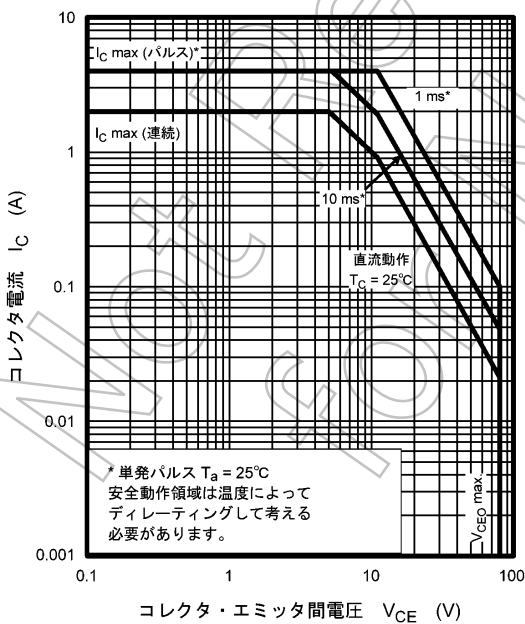 10
I_C max (パルス)*
1 ms*
I_C max (連続)
1
10 ms*
直流動作
T_C = 25℃
0.1
コレクタ電流 I_C (A)
0.01
* 単発パルス T_a = 25℃
安全動作領域は温度によって
ディレーティングして考える
必要があります。
V_CEO max.
0.001
0.1
1
10
100
コレクタ・エミッタ間電圧 V_CE (V)
Not Re
for N